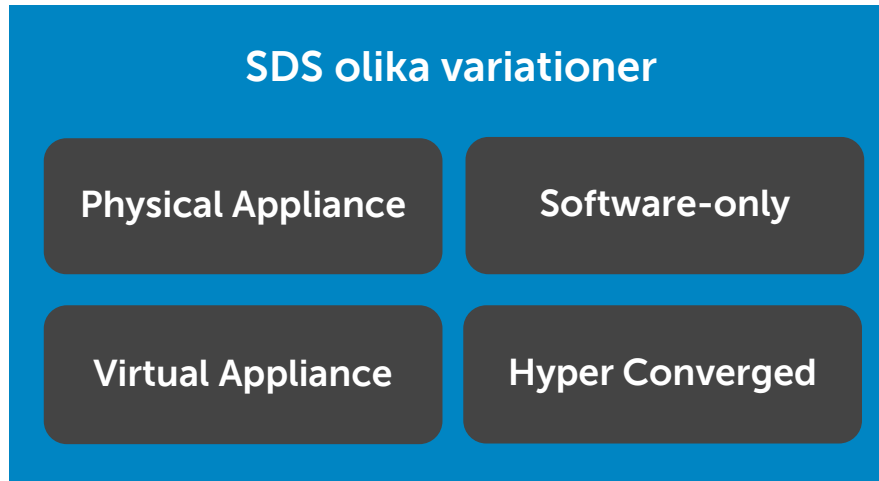 SDS olika variationer
Physical Appliance
Software-only
Virtual Appliance
Hyper Converged